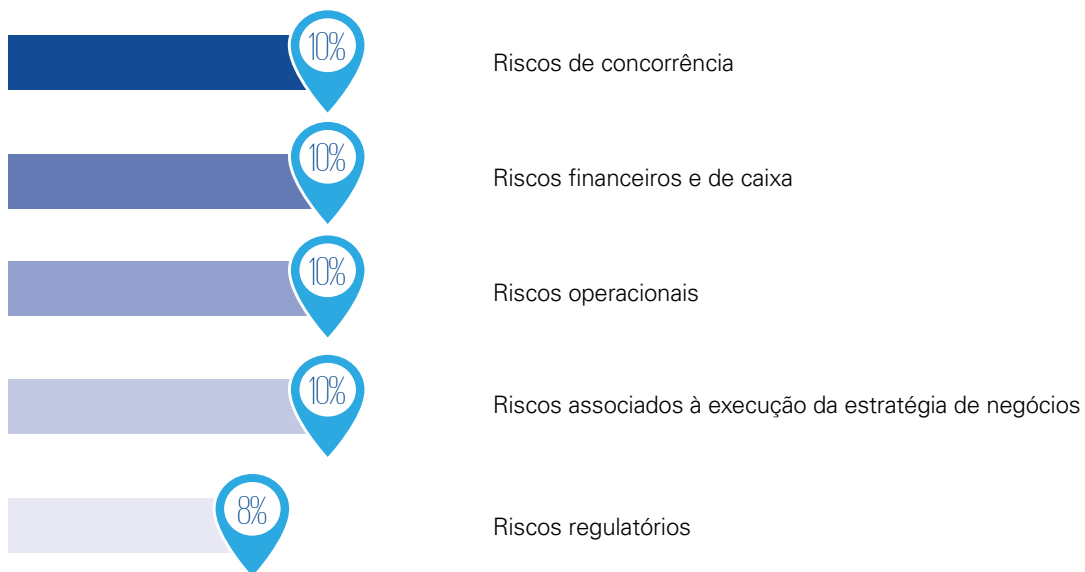 10%
Riscos de concorrência
10%
Riscos financeiros e de caixa
10%
Riscos operacionais
10%
Riscos associados à execução da estratégia de negócios
8%
Riscos regulatórios